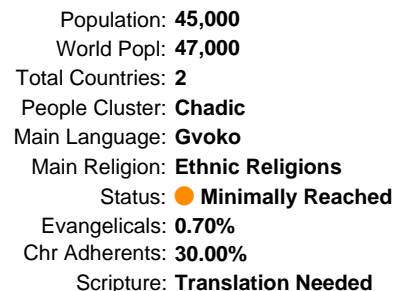 Population: 45,000
World Popl: 47,000
Total Countries: 2
People Cluster: Chadic
Main Language: Gvoko
Main Religion: Ethnic Religions
Status: Minimally Reached
Evangelicals: 0.70%
Chr Adherents: 30.00%
Scripture: Translation Needed